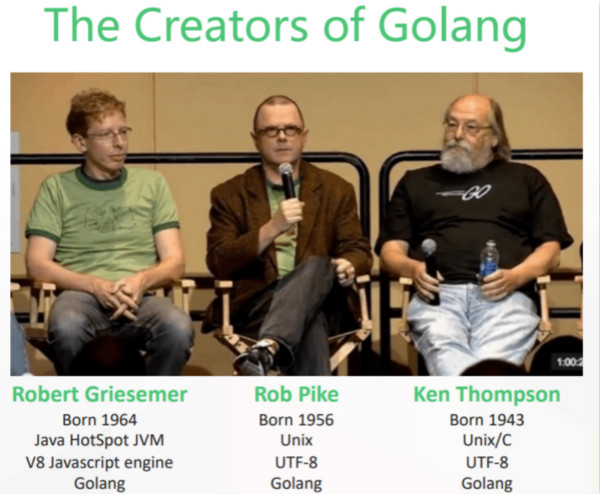 The Creators of Golang
GO
1:00:2
Robert Griesemer Rob Pike Ken Thompson
Born 1964 Born 1956 Born 1943
Java HotSpot JVM Unix Unix/C
V8 Javascript engine UTF-8 UTF-8
Golang Golang Golang